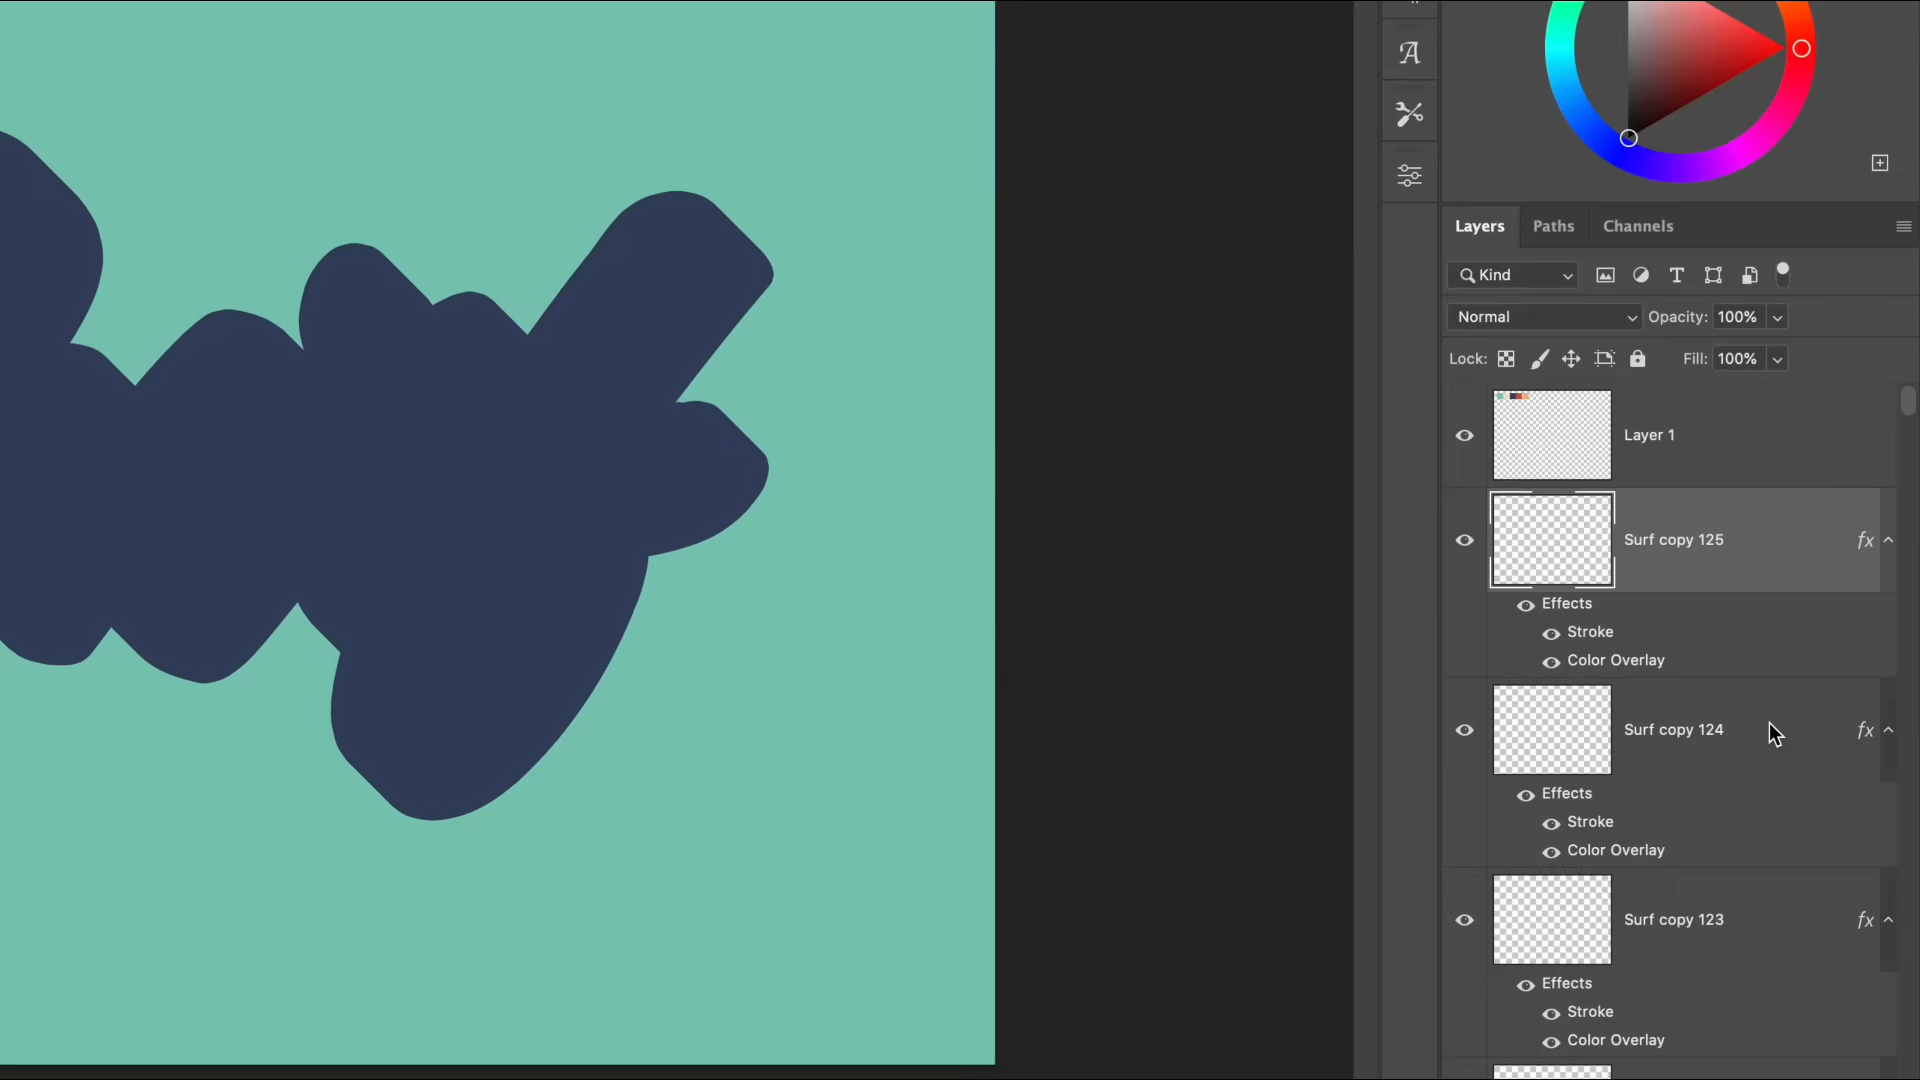 A
Layers Paths Channels
Kind T
Normal Opacity: 100%
Lock: Fill: 100%
Layer 1
Surf copy 125 fx
Effects
Stroke
Color Overlay
Surf copy 124 fx
Effects
Stroke
Color Overlay
Surf copy 123 fx
Effects
Stroke
Color Overlay